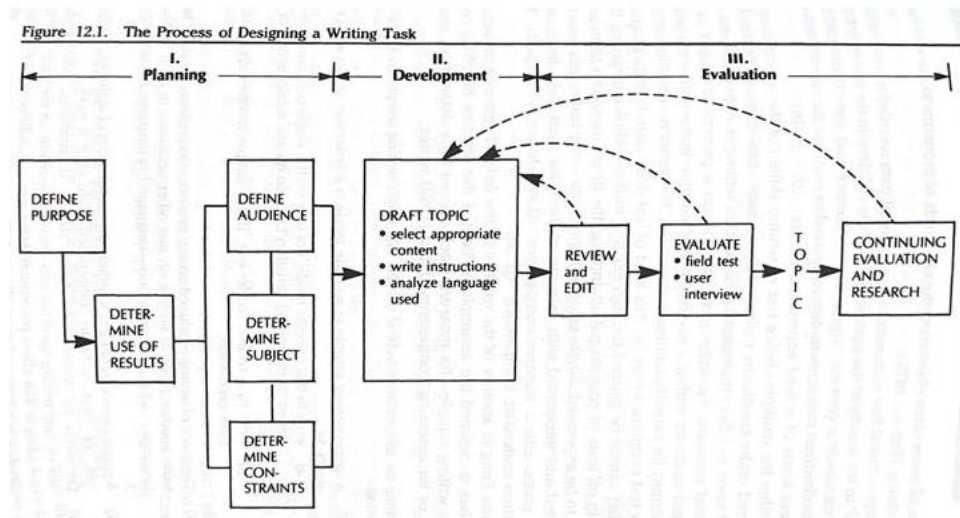 Figure 12.1. The Process of Designing a Writing Task
I.
Planning
II.
Development
III.
Evaluation
DEFINE
PURPOSE
DETER-
MINE USE
OF RESULTS
DEFINE
AUDIENCE
DETER-
MINE
SUBJECT
DETER-
MINE CON-
STRAINTS
DRAFT TOPIC
• select appropriate
content
• write instructions
• analyze language
used
REVIEW
and
EDIT
EVALUATE
• field test
• user
interview
T
O
P
I
C
CONTINUING
EVALUATION
AND
RESEARCH